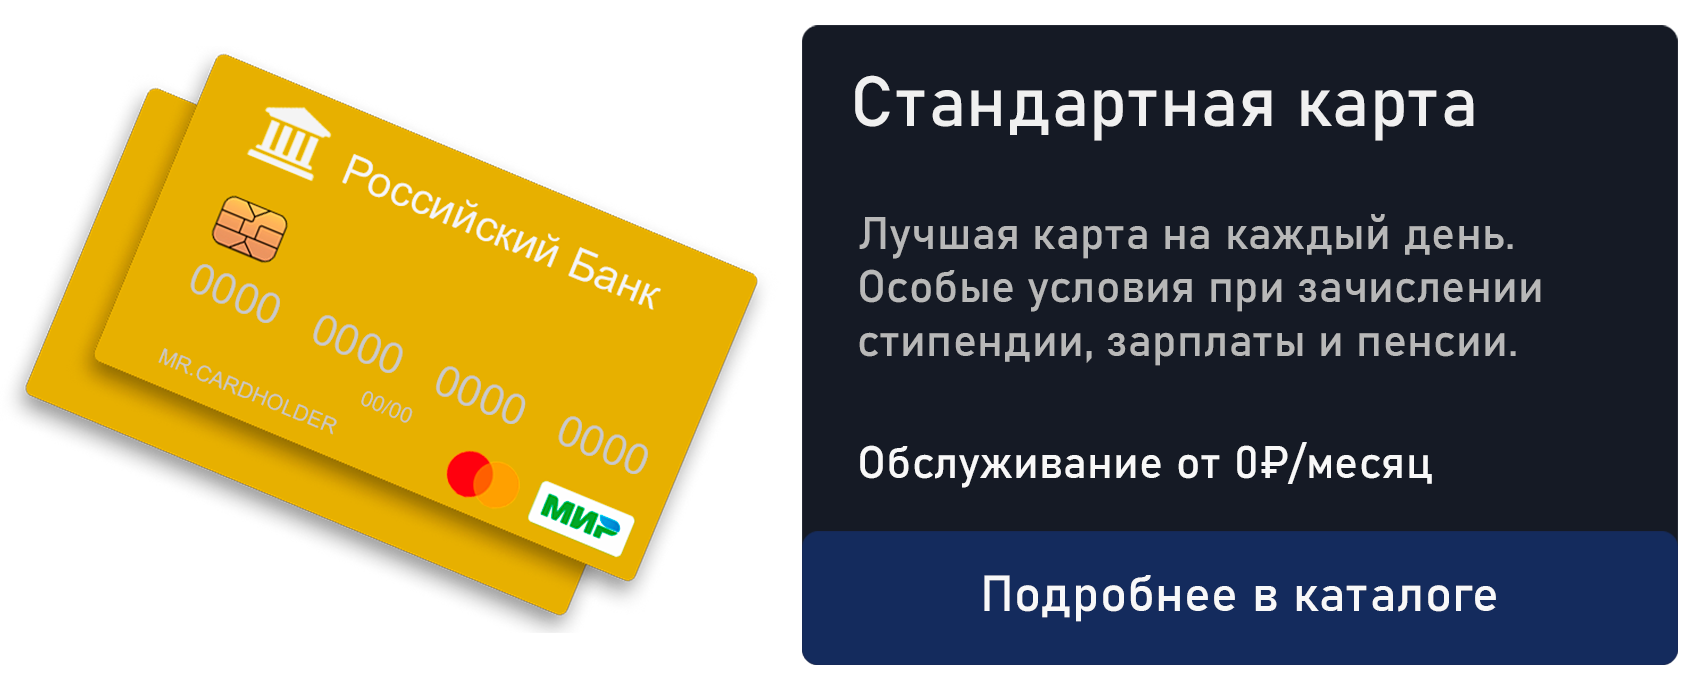 Российский Банк
0000 0000 0000 0000
MR.CARDHOLDER 00/00
МИР
Стандартная карта
Лучшая карта на каждый день.
Особые условия при зачислении
стипендии, зарплаты и пенсии.
Обслуживание от 0₽/месяц
Подробнее в каталоге